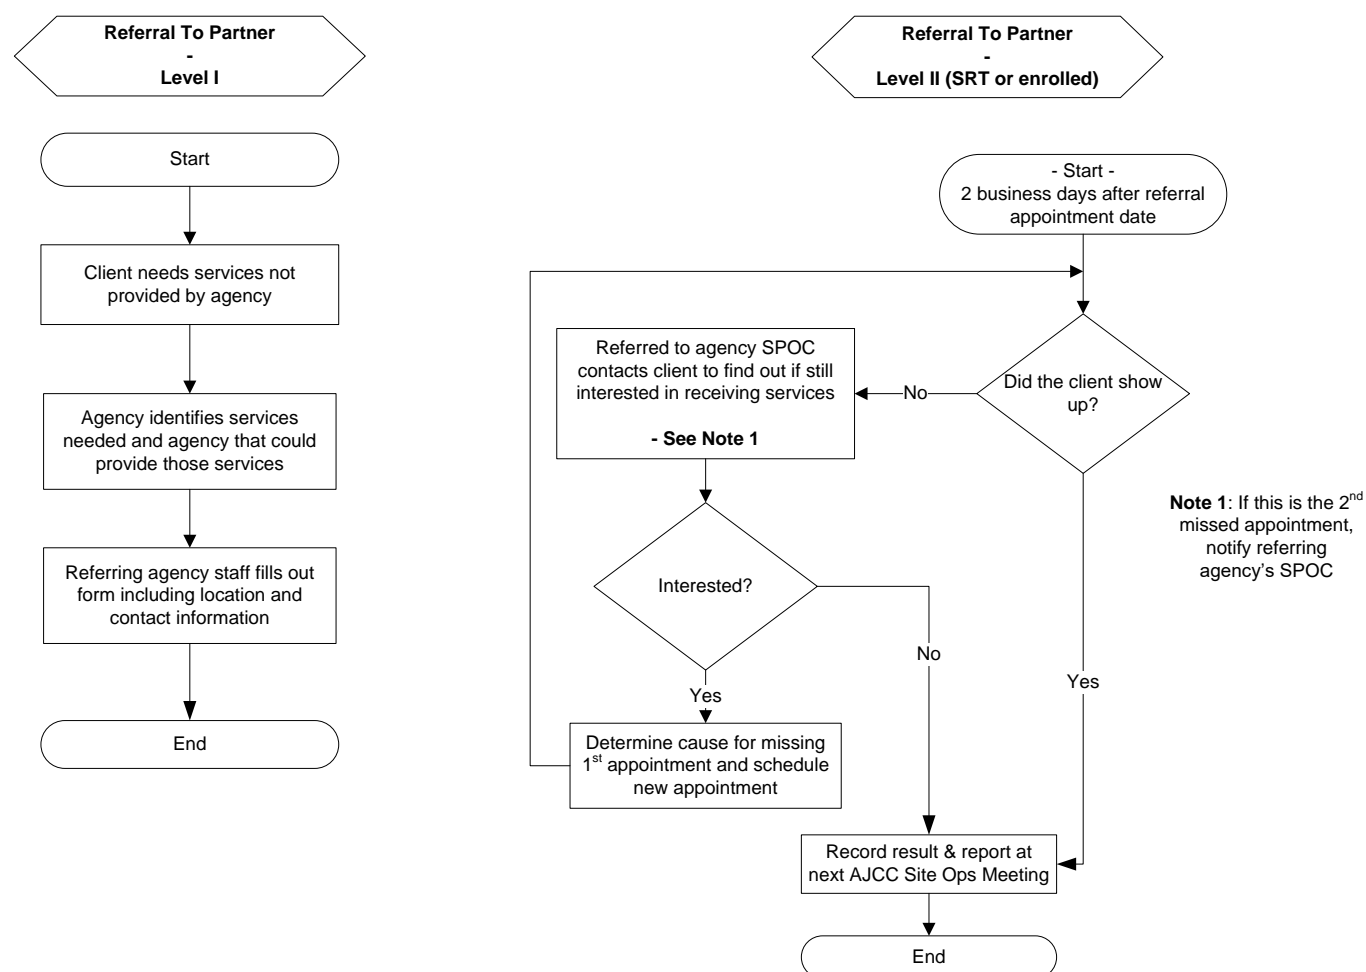 Referral To Partner
-
Level I
Start
Client needs services not
provided by agency
Agency identifies services
needed and agency that could
provide those services
Referring agency staff fills out
form including location and
contact information
End
Referral To Partner
-
Level II (SRT or enrolled)
- Start -
2 business days after referral
appointment date
Did the client show
up?
No
Referred to agency SPOC
contacts client to find out if still
interested in receiving services
- See Note 1
Note 1: If this is the 2nd
missed appointment,
notify referring
agency's SPOC
Interested?
No
Yes
Yes
Determine cause for missing
1st appointment and schedule
new appointment
Record result & report at
next AJCC Site Ops Meeting
End